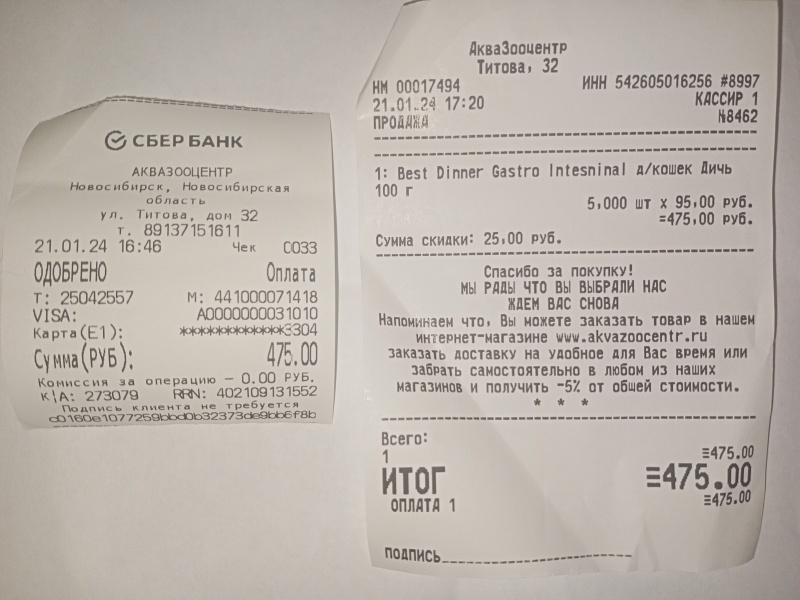 СБЕР БАНК
АКВАЗООЦЕНТР
Новосибирск, Новосибирская
область
ул. Титова, дом 32
т. 89137151611
21.01.24 16:46 Чек 0033
ОДОБРЕНО Оплата
Т: 25042557 М: 441000071418
VISA: A0000000031010
Карта(E1): ************3304
Сумма(РУБ): 475.00
Комиссия за операцию – 0.00 РУБ.
К|А: 273079 RRN: 402109131552
Подпись клиента не требуется
c0160e1077259bbd0b32373de9bb6f8b
АкваЗооцентр
Титова, 32
НМ 00017494 ИНН 542605016256 #8997
21.01.24 17:20 КАССИР 1
ПРОДАЖА №8462
1: Best Dinner Gastro Intesninal д/кошек Дичь
100 г
5,000 шт X 95,00 руб.
=475,00 руб.
Сумма скидки: 25,00 руб.
Спасибо за покупку!
МЫ РАДЫ ЧТО ВЫ ВЫБРАЛИ НАС
ЖДЕМ ВАС СНОВА
Напоминаем что, Вы можете заказать товар в нашем
интернет-магазине www.akvazoocentr.ru
заказать доставку на удобное для Вас время или
забрать самостоятельно в любом из наших
магазинов и получить -5% от общей стоимости.
* * *
Всего:
1 ≡475.00
ИТОГ ≡475.00
ОПЛАТА 1 ≡475.00
ПОДПИСЬ